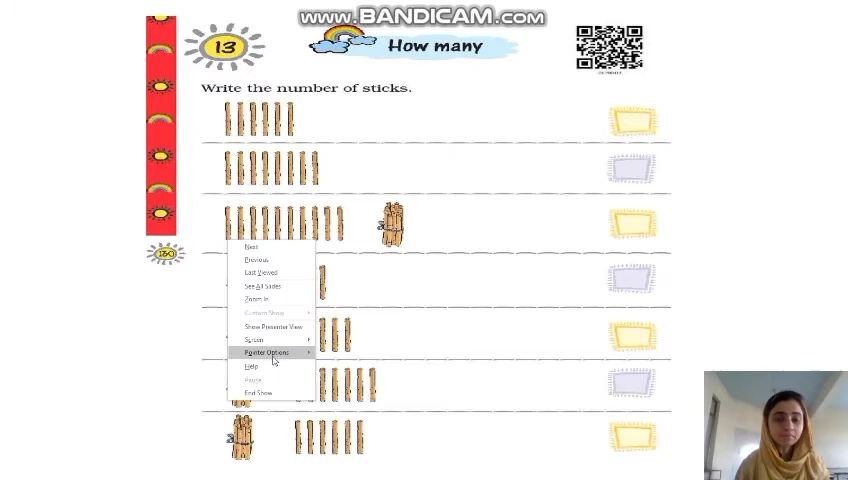 www.BANDICAM.com
13
How many
Write the number of sticks.
130
Next
Previous
Last Viewed
See All Slides
Zoom In
Custom Show
Show Presenter View
Screen
Pointer Options
Help
Pause
End Show